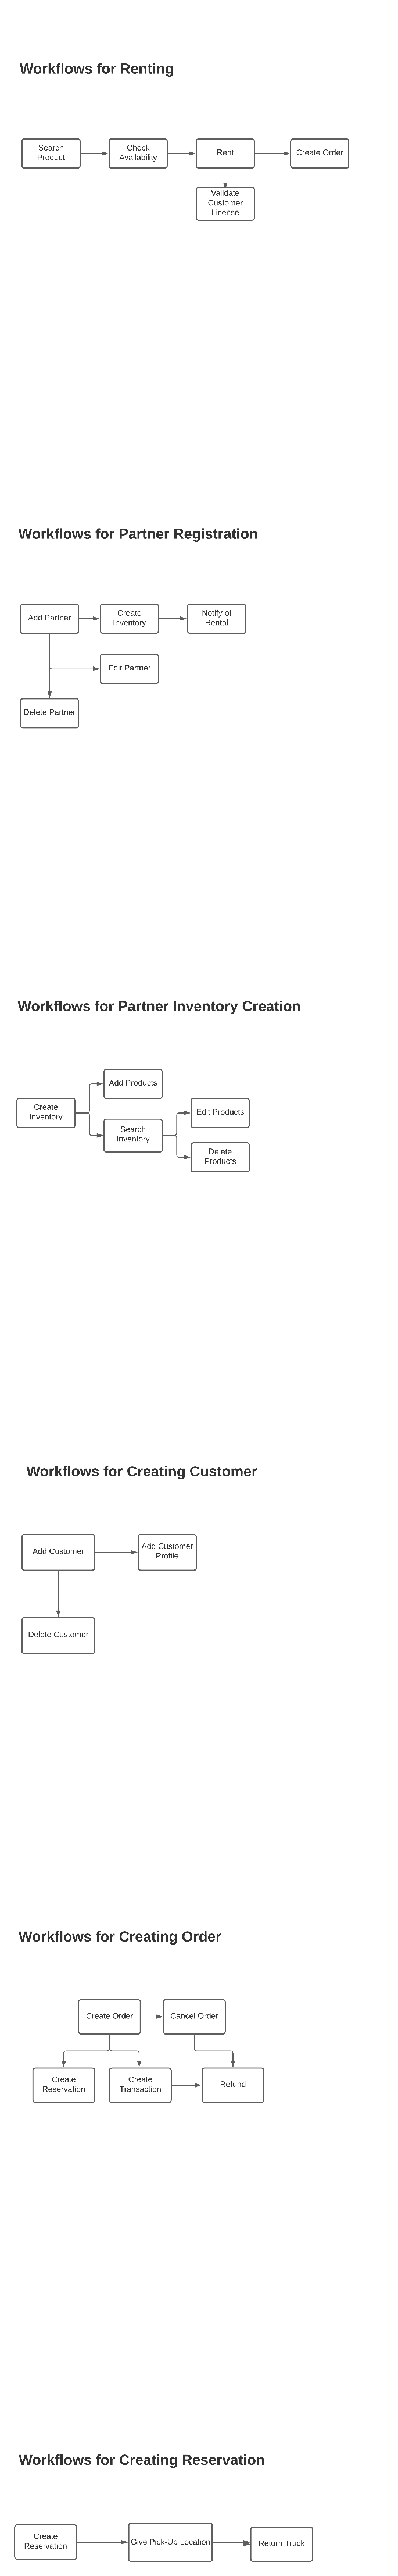 Workflows for Renting
Search
Product
Check
Availability
Rent
Create Order
Validate
Customer
License
Workflows for Partner Registration
Add Partner
Create
Inventory
Notify of
Rental
Edit Partner
Delete Partner
Workflows for Partner Inventory Creation
Add Products
Create
Inventory
Edit Products
Search
Inventory
Delete
Products
Workflows for Creating Customer
Add Customer
Add Customer
Profile
Delete Customer
Workflows for Creating Order
Create Order
Cancel Order
Create
Reservation
Create
Transaction
Refund
Workflows for Creating Reservation
Create
Reservation
Give Pick-Up Location
Return Truck